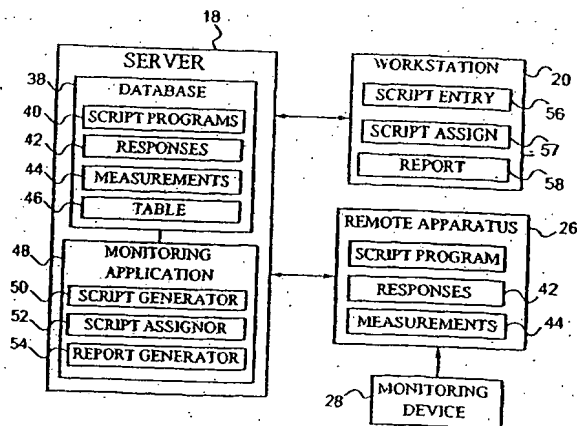 18
SERVER
38
DATABASE
40
SCRIPT PROGRAMS
42
RESPONSES
44
MEASUREMENTS
46
TABLE
48
MONITORING
APPLICATION
50
SCRIPT GENERATOR
52
SCRIPT ASSIGNOR
54
REPORT GENERATOR
WORKSTATION
20
SCRIPT ENTRY
56
SCRIPT ASSIGN
57
REPORT
58
REMOTE APPARATUS
26
SCRIPT PROGRAM
RESPONSES
42
MEASUREMENTS
44
28
MONITORING
DEVICE